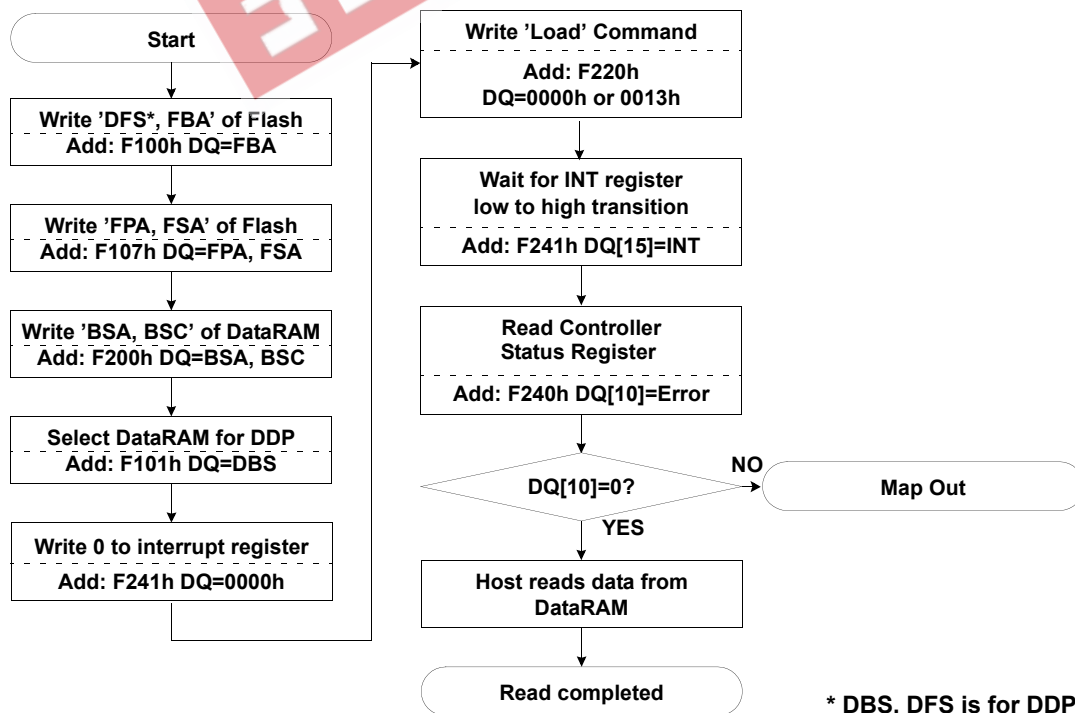 Start
Write ’DFS*, FBA’ of Flash
Add: F100h DQ=FBA
Write ’FPA, FSA’ of Flash
Add: F107h DQ=FPA, FSA
Write ’BSA, BSC’ of DataRAM
Add: F200h DQ=BSA, BSC
Select DataRAM for DDP
Add: F101h DQ=DBS
Write 0 to interrupt register
Add: F241h DQ=0000h
Write ’Load’ Command
Add: F220h
DQ=0000h or 0013h
Wait for INT register
low to high transition
Add: F241h DQ[15]=INT
Read Controller
Status Register
Add: F240h DQ[10]=Error
DQ[10]=0?
NO
Map Out
YES
Host reads data from
DataRAM
Read completed
* DBS, DFS is for DDP